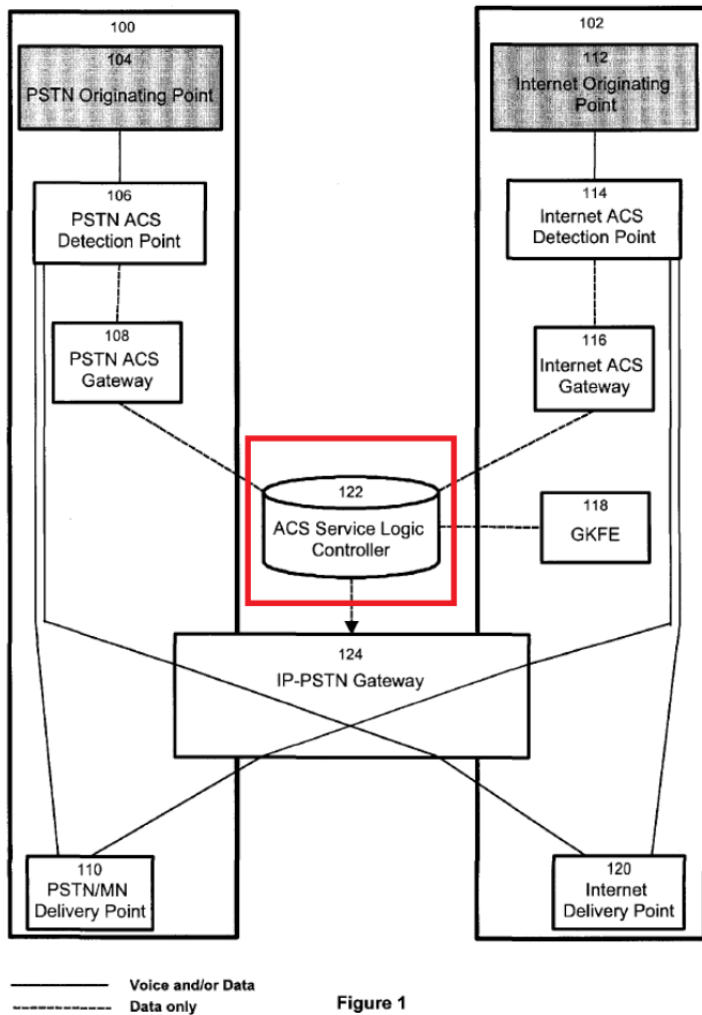 100
102
104
PSTN Originating Point
112
Internet Originating
Point
106
PSTN ACS
Detection Point
114
Internet ACS
Detection Point
108
PSTN ACS
Gateway
116
Internet ACS
Gateway
122
ACS Service Logic
Controller
118
GKFE
124
IP-PSTN Gateway
110
PSTN/MN
Delivery Point
120
Internet
Delivery Point
Voice and/or Data
Data only
Figure 1